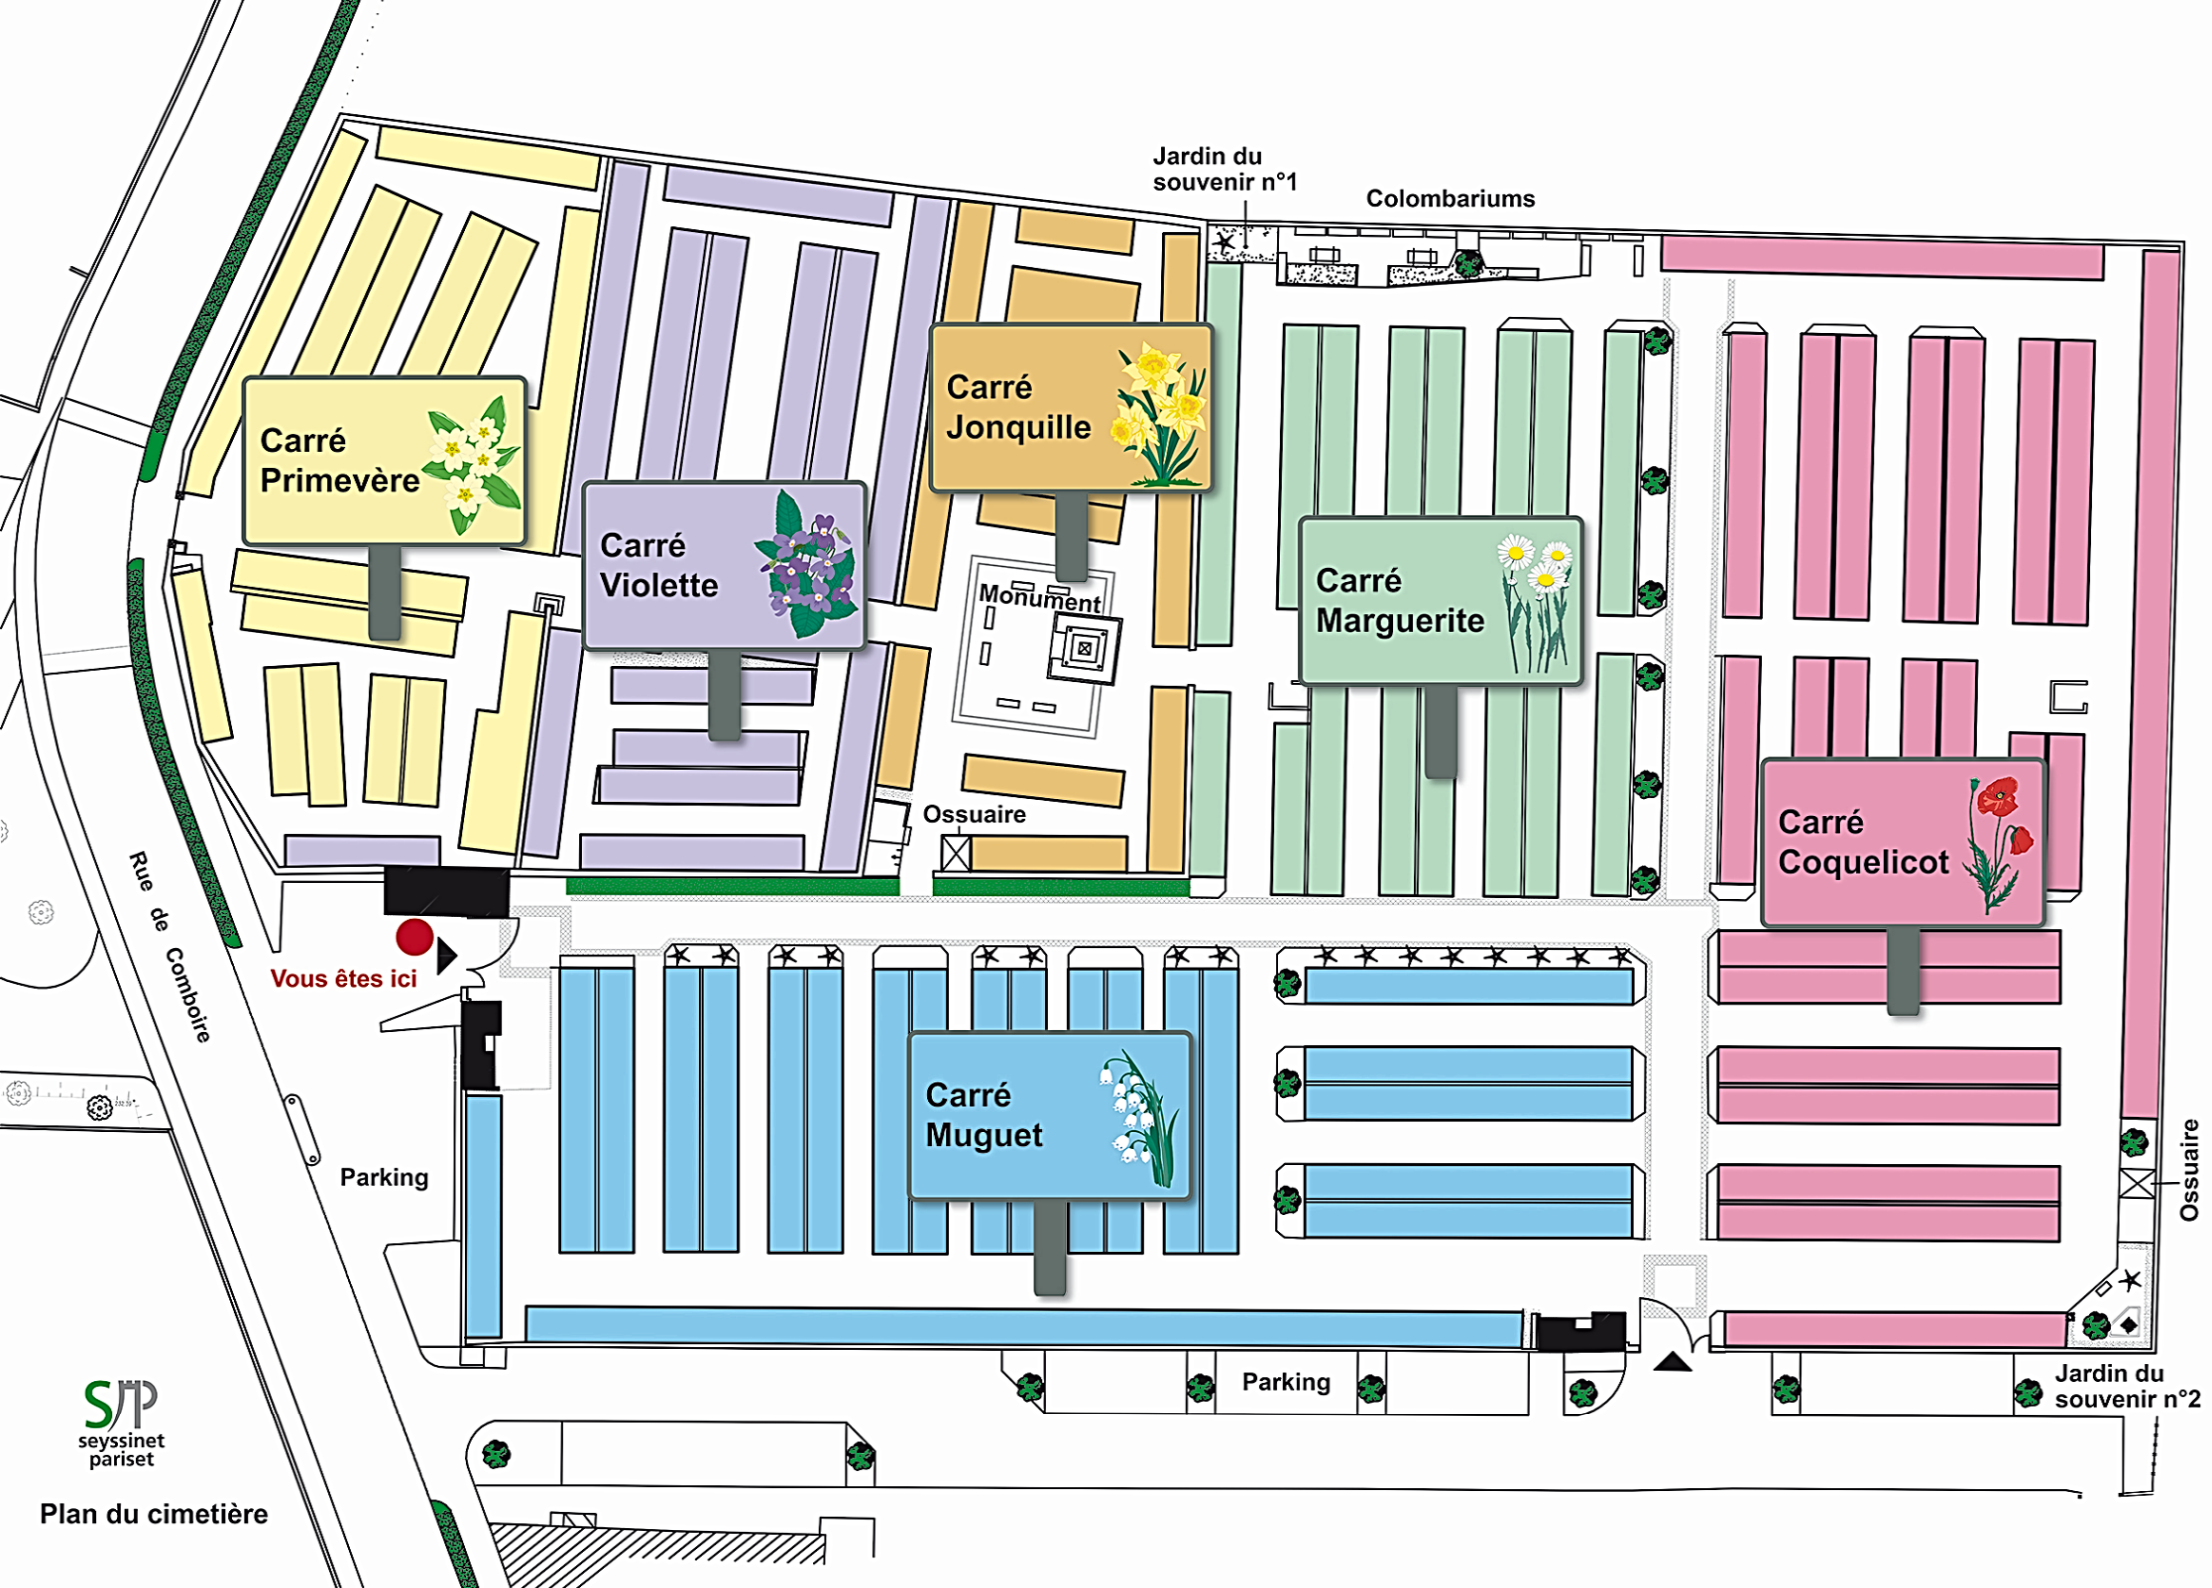 Jardin du
souvenir n°1
Colombariums
Carré
Jonquille
Carré
Primevère
Carré
Violette
Monument
Carré
Marguerite
Ossuaire
Carré
Coquelicot
Vous êtes ici
Rue de Comboire
Carré
Muguet
Parking
Ossuaire
Parking
Jardin du
souvenir n°2
seyssinet
pariset
Plan du cimetière